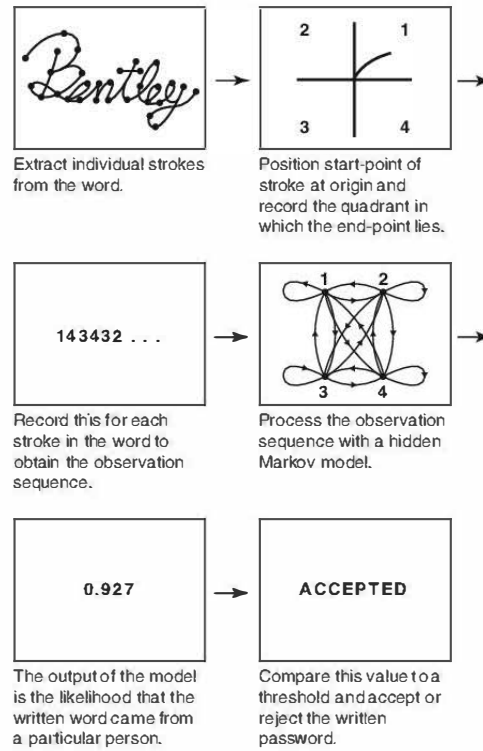 Bentley
2 1
3 4
Extract individual strokes
from the word.
Position start-point of
stroke at origin and
record the quadrant in
which the end-point lies.
143432 . . .
1 2
3 4
Record this for each
stroke in the word to
obtain the observation
sequence.
Process the observation
sequence with a hidden
Markov model.
0.927
ACCEPTED
The output of the model
is the likelihood that the
written word came from
a particular person.
Compare this value to a
threshold and accept or
reject the written
password.